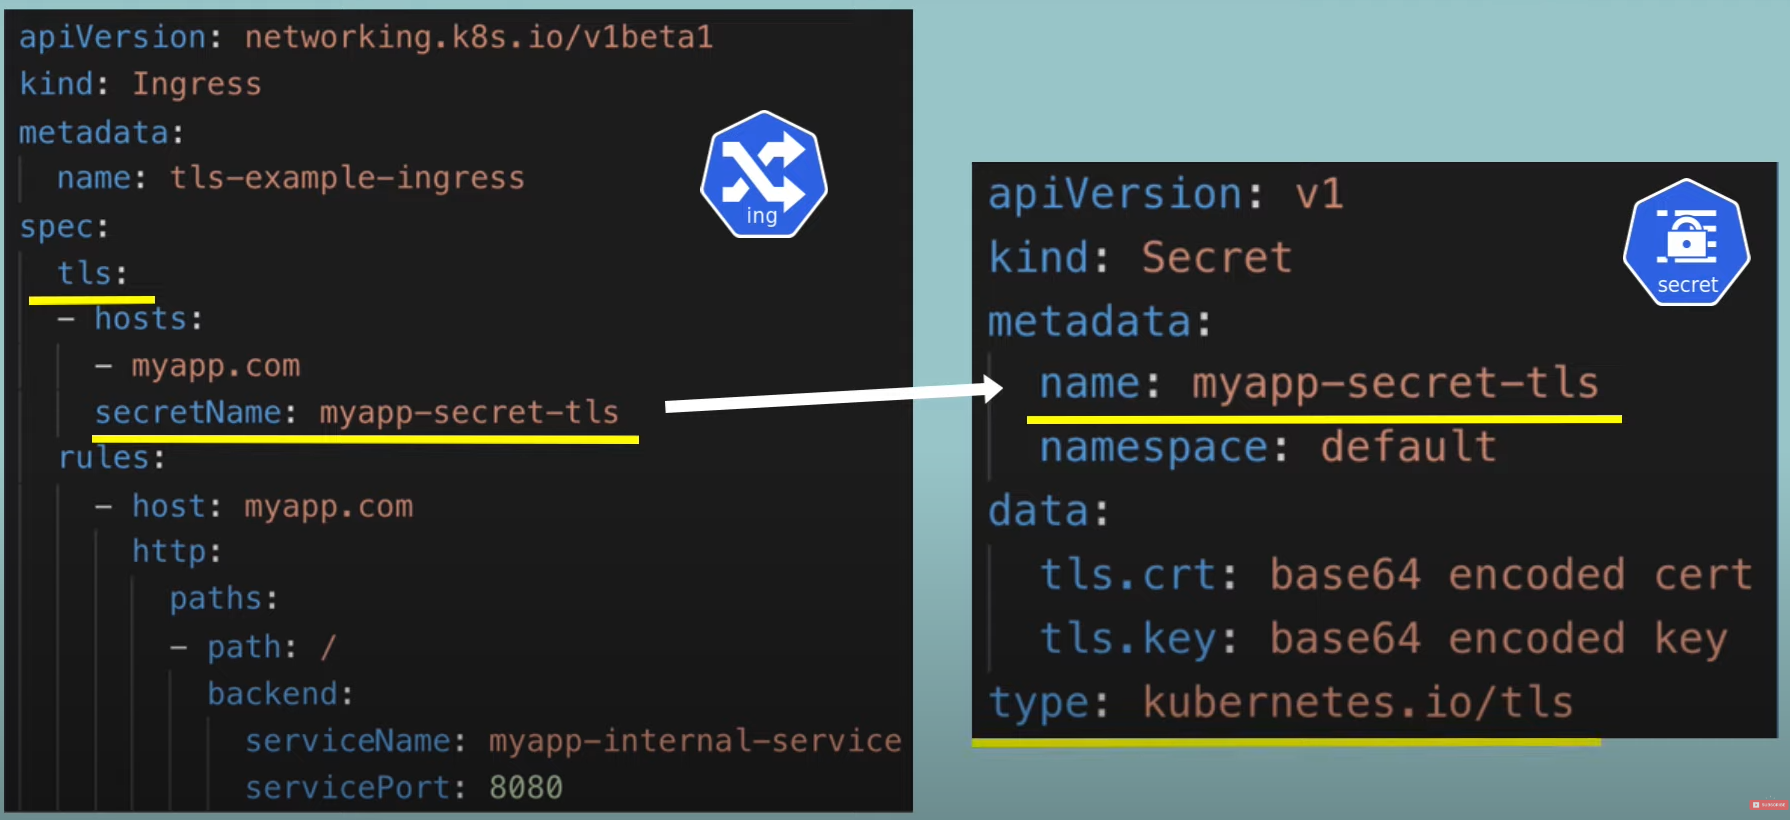 apiVersion: networking.k8s.io/v1beta1
kind: Ingress
metadata:
name: tls-example-ingress
spec:
tls:
- hosts:
- myapp.com
secretName: myapp-secret-tls
rules:
- host: myapp.com
http:
paths:
- path: /
backend:
serviceName: myapp-internal-service
servicePort: 8080
ing
apiVersion: v1
kind: Secret
metadata:
name: myapp-secret-tls
namespace: default
data:
tls.crt: base64 encoded cert
tls.key: base64 encoded key
type: kubernetes.io/tls
secret
SUBSCRIBE